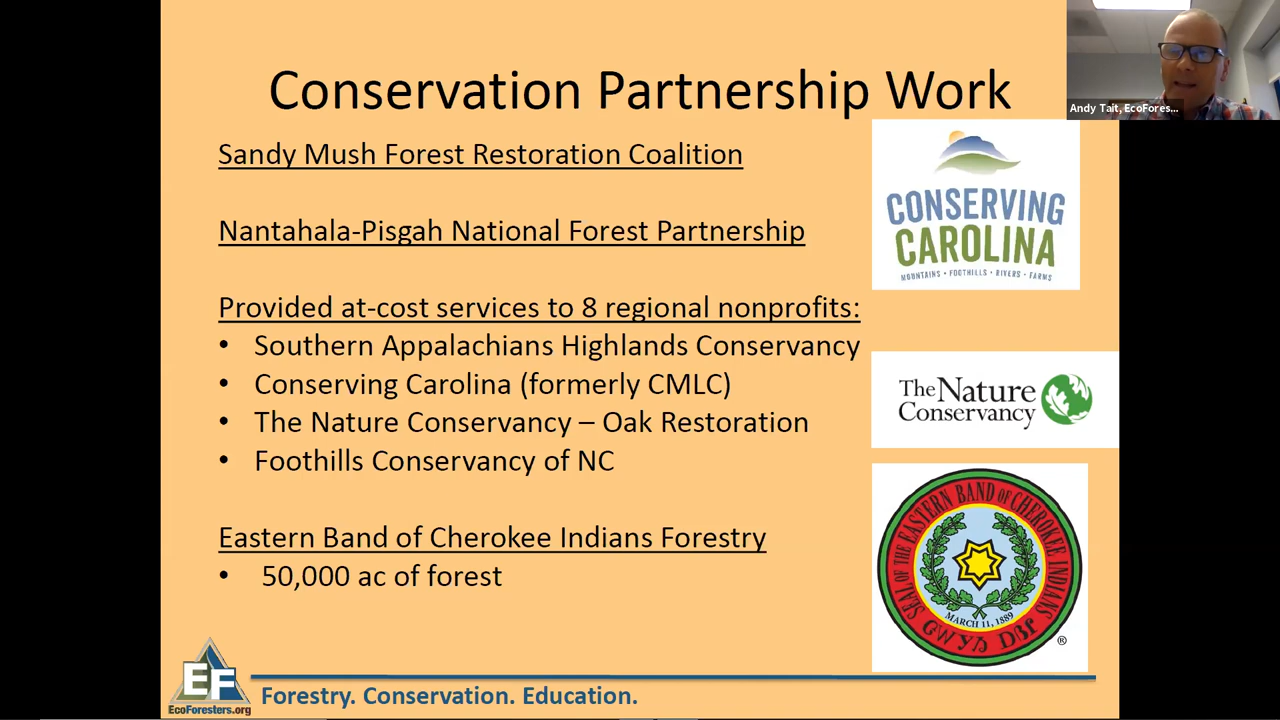 Conservation Partnership Work
Andy Tait, EcoFores...
Sandy Mush Forest Restoration Coalition
Nantahala-Pisgah National Forest Partnership
Provided at-cost services to 8 regional nonprofits:
• Southern Appalachians Highlands Conservancy
• Conserving Carolina (formerly CMLC)
• The Nature Conservancy – Oak Restoration
• Foothills Conservancy of NC
Eastern Band of Cherokee Indians Forestry
• 50,000 ac of forest
CONSERVING
CAROLINA
MOUNTAINS • FOOTHILLS • RIVERS • FARMS
The Nature
Conservancy
SEAL OF THE EASTERN BAND OF CHEROKEE INDIANS
MARCH 11, 1889
ᏣᎳᎩᏱ ᎠᏰᎵ
®
EF
EcoForesters.org
Forestry. Conservation. Education.